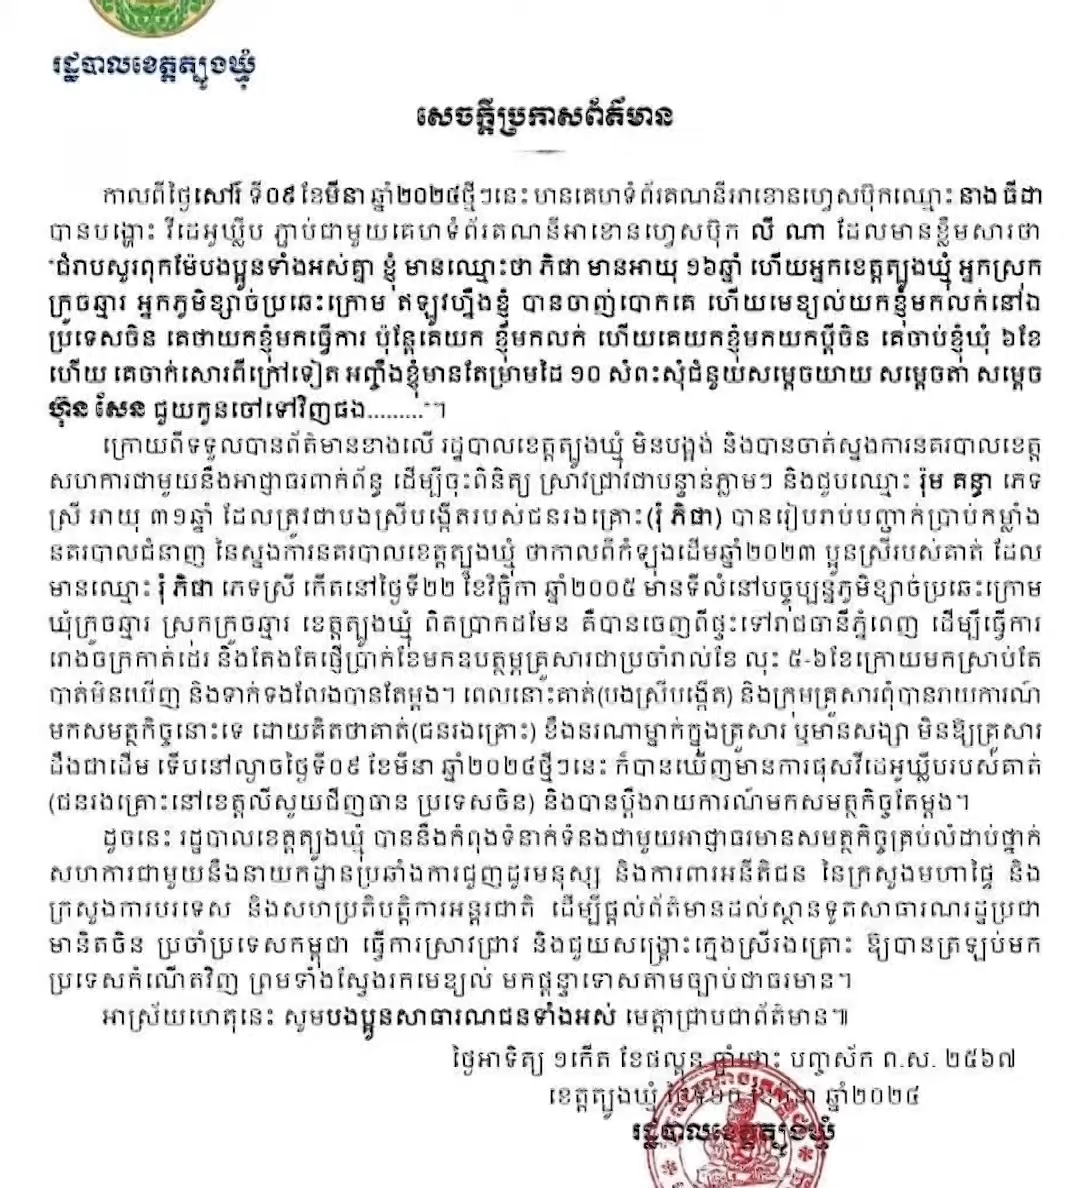 រដ្ឋបាលខេត្តត្បូងឃ្មុំ
សេចក្តីប្រកាសព័ត៌មាន
កាលពីថ្ងៃសៅរ៍ ទី០៩ ខែមីនា ឆ្នាំ២០២៤ថ្មីៗនេះ មានគេហទំព័រគណនីអាខោនហ្វេសប៊ុកឈ្មោះ នាង ធីដា
បានបង្ហោះ វីដេអូឃ្លីប ភ្ជាប់ជាមួយគេហទំព័រគណនីអាខោនហ្វេសប៊ុក លី ណា ដែលមានខ្លឹមសារថា
"ជំរាបសួរពុកម៉ែបងប្អូនទាំងអស់គ្នា ខ្ញុំ មានឈ្មោះថា ភិផា មានអាយុ ១៦ឆ្នាំ ហើយអ្នកខេត្តត្បូងឃ្មុំ អ្នកស្រុក
ក្រូចឆ្មារ អ្នកភូមិខ្សាច់ប្រឆេះក្រោម ឥឡូវហ្នឹងខ្ញុំ បានចាញ់បោកគេ ហើយមេខ្យល់យកខ្ញុំមកលក់នៅឯ
ប្រទេសចិន គេថាយកខ្ញុំមកធ្វើការ ប៉ុន្តែគេយក ខ្ញុំមកលក់ ហើយគេយកខ្ញុំមកយកប្តីចិន គេចាប់ខ្ញុំឃុំ ៦ខែ
ហើយ គេចាក់សោរពីក្រៅទៀត អញ្ចឹងខ្ញុំមានតែម្រាមដៃ ១០ សំពះសុំជំនួយសម្តេចយាយ សម្តេចតា សម្តេច
ហ៊ុន សែន ជួយកូនចៅទៅវិញផង.........”។
ក្រោយពីទទួលបានព័ត៌មានខាងលើ រដ្ឋបាលខេត្តត្បូងឃ្មុំ មិនបង្អង់ និងបានចាត់ស្នងការនគរបាលខេត្ត
សហការជាមួយនឹងអាជ្ញាធរពាក់ព័ន្ធ ដើម្បីចុះពិនិត្យ ស្រាវជ្រាវជាបន្ទាន់ភ្លាមៗ និងជួបឈ្មោះ រ៉ុម គន្ធា ភេទ
ស្រី អាយុ ៣១ឆ្នាំ ដែលត្រូវជាបងស្រីបង្កើតរបស់ជនរងគ្រោះ(រុំ ភិផា) បានរៀបរាប់បញ្ជាក់ប្រាប់កម្លាំង
នគរបាលជំនាញ នៃស្នងការនគរបាលខេត្តត្បូងឃ្មុំ ថាកាលពីកំឡុងដើមឆ្នាំ២០២៣ ប្អូនស្រីរបស់គាត់ ដែល
មានឈ្មោះ រុំ ភិផា ភេទស្រី កើតនៅថ្ងៃទី២២ ខែវិច្ឆិកា ឆ្នាំ២០០៥ មានទីលំនៅបច្ចុប្បន្នភូមិខ្សាច់ប្រឆេះក្រោម
ឃុំក្រូចឆ្មារ ស្រុកក្រូចឆ្មារ ខេត្តត្បូងឃ្មុំ ពិតប្រាកដមែន គឺបានចេញពីផ្ទះទៅរាជធានីភ្នំពេញ ដើម្បីធ្វើការ
រោងចក្រកាត់ដេរ និងតែងតែផ្ញើប្រាក់ខែមកឧបត្ថម្ភគ្រួសារជាប្រចាំរាល់ខែ លុះ ៥-៦ខែក្រោយមកស្រាប់តែ
បាត់មិនឃើញ និងទាក់ទងលែងបានតែម្តង។ ពេលនោះគាត់(បងស្រីបង្កើត) និងក្រុមគ្រួសារពុំបានរាយការណ៍
មកសមត្ថកិច្ចនោះទេ ដោយគិតថាគាត់(ជនរងគ្រោះ) ខឹងនរណាម្នាក់ក្នុងគ្រួសារ ឬមានសង្សា មិនឱ្យគ្រួសារ
ដឹងជាដើម ទើបនៅល្ងាចថ្ងៃទី០៩ ខែមីនា ឆ្នាំ២០២៤ថ្មីៗនេះ ក៏បានឃើញមានការផុសវីដេអូឃ្លីបរបស់គាត់
(ជនរងគ្រោះនៅខេត្តលីសួយជីញធាន ប្រទេសចិន) និងបានប្តឹងរាយការណ៍មកសមត្ថកិច្ចតែម្តង។
ដូចនេះ រដ្ឋបាលខេត្តត្បូងឃ្មុំ បាននឹងកំពុងទំនាក់ទំនងជាមួយអាជ្ញាធរមានសមត្ថកិច្ចគ្រប់លំដាប់ថ្នាក់
សហការជាមួយនឹងនាយកដ្ឋានប្រឆាំងការជួញដូរមនុស្ស និងការពារអនីតិជន នៃក្រសួងមហាផ្ទៃ និង
ក្រសួងការបរទេស និងសហប្រតិបត្តិការអន្តរជាតិ ដើម្បីផ្តល់ព័ត៌មានដល់ស្ថានទូតសាធារណរដ្ឋប្រជា
មានិតចិន ប្រចាំប្រទេសកម្ពុជា ធ្វើការស្រាវជ្រាវ និងជួយសង្គ្រោះក្មេងស្រីរងគ្រោះ ឱ្យបានត្រឡប់មក
ប្រទេសកំណើតវិញ ព្រមទាំងស្វែងរកមេខ្យល់ មកផ្តន្ទាទោសតាមច្បាប់ជាធរមាន។
អាស្រ័យហេតុនេះ សូមបងប្អូនសាធារណជនទាំងអស់ មេត្តាជ្រាបជាព័ត៌មាន៕
ថ្ងៃអាទិត្យ ១កើត ខែផល្គុន ឆ្នាំថោះ បញ្ចស័ក ព.ស. ២៥៦៧
ខេត្តត្បូងឃ្មុំ ថ្ងៃទី១០ ខែមីនា ឆ្នាំ២០២៤
រដ្ឋបាលខេត្តត្បូងឃ្មុំ